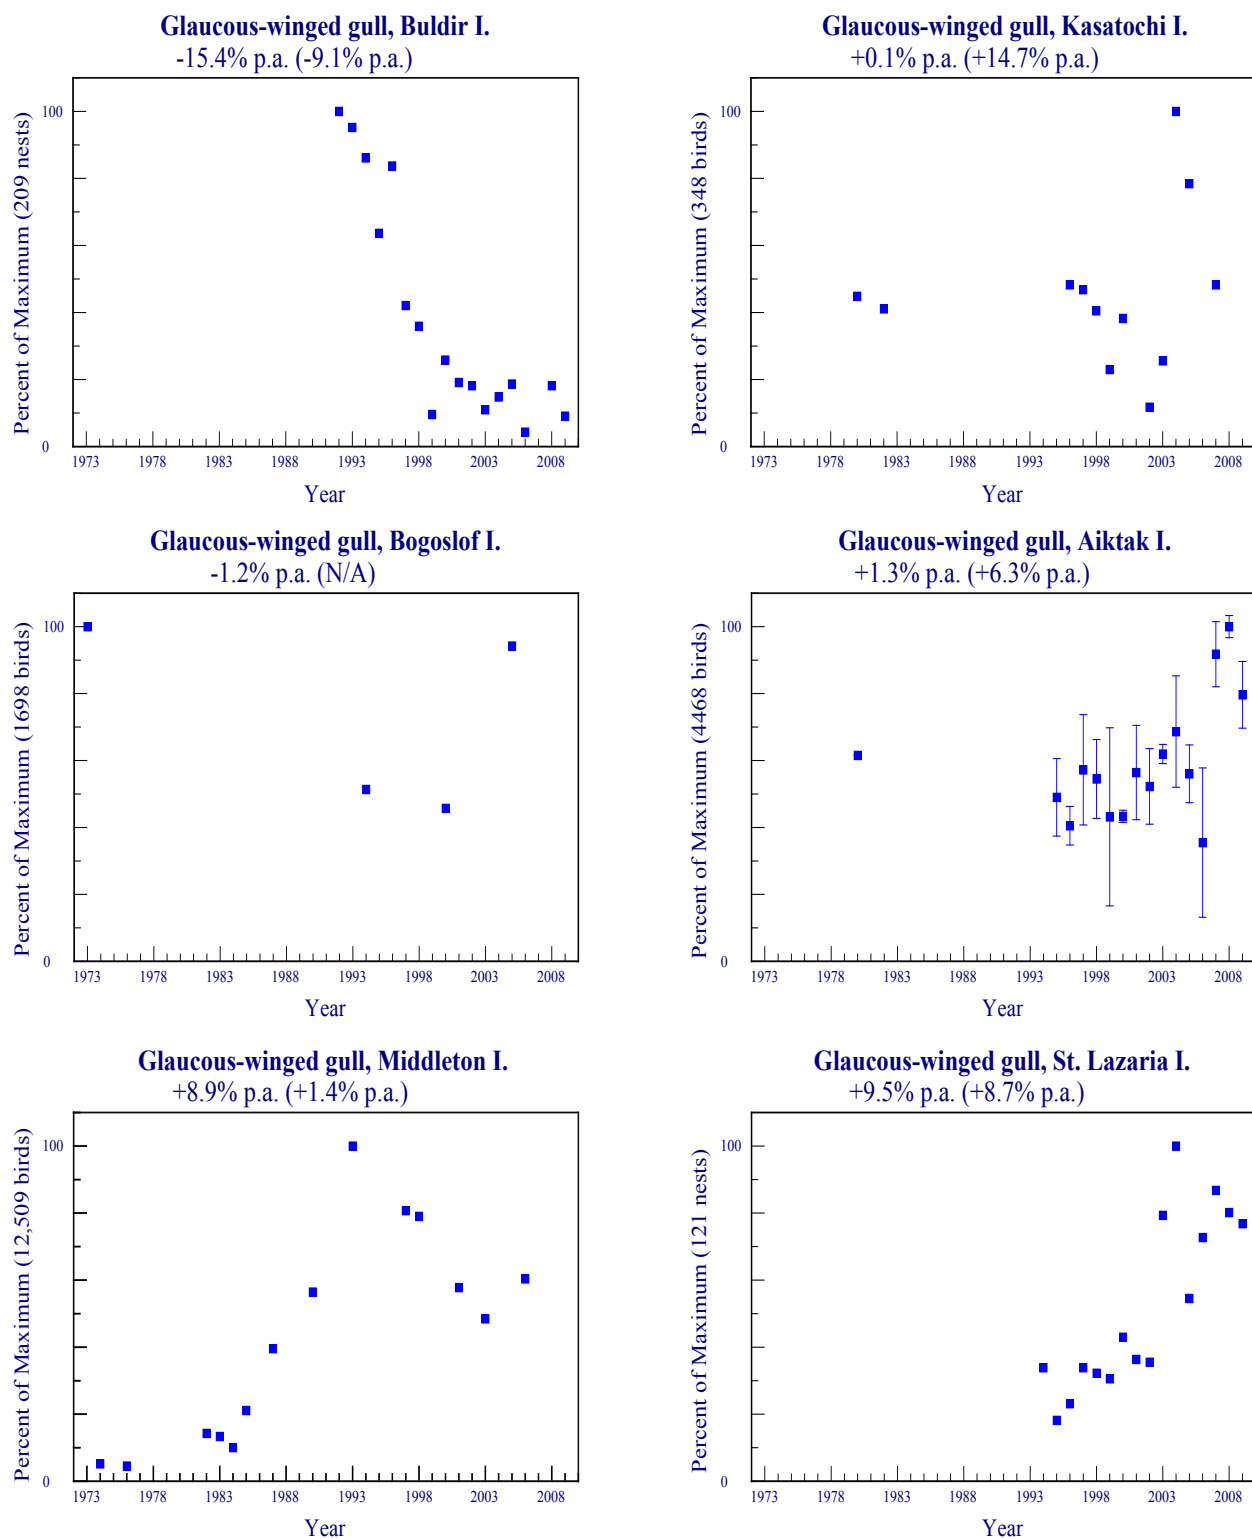 Glaucous-winged gull, Buldir I.
-15.4% p.a. (-9.1% p.a.)
Percent of Maximum (209 nests)
100
0
1973 1978 1983 1988 1993 1998 2003 2008
Year
Glaucous-winged gull, Kasatochi I.
+0.1% p.a. (+14.7% p.a.)
Percent of Maximum (348 birds)
100
0
1973 1978 1983 1988 1993 1998 2003 2008
Year
Glaucous-winged gull, Bogoslof I.
-1.2% p.a. (N/A)
Percent of Maximum (1698 birds)
100
0
1973 1978 1983 1988 1993 1998 2003 2008
Year
Glaucous-winged gull, Aiktak I.
+1.3% p.a. (+6.3% p.a.)
Percent of Maximum (4468 birds)
100
0
1973 1978 1983 1988 1993 1998 2003 2008
Year
Glaucous-winged gull, Middleton I.
+8.9% p.a. (+1.4% p.a.)
Percent of Maximum (12,509 birds)
100
0
1973 1978 1983 1988 1993 1998 2003 2008
Year
Glaucous-winged gull, St. Lazaria I.
+9.5% p.a. (+8.7% p.a.)
Percent of Maximum (121 nests)
100
0
1973 1978 1983 1988 1993 1998 2003 2008
Year